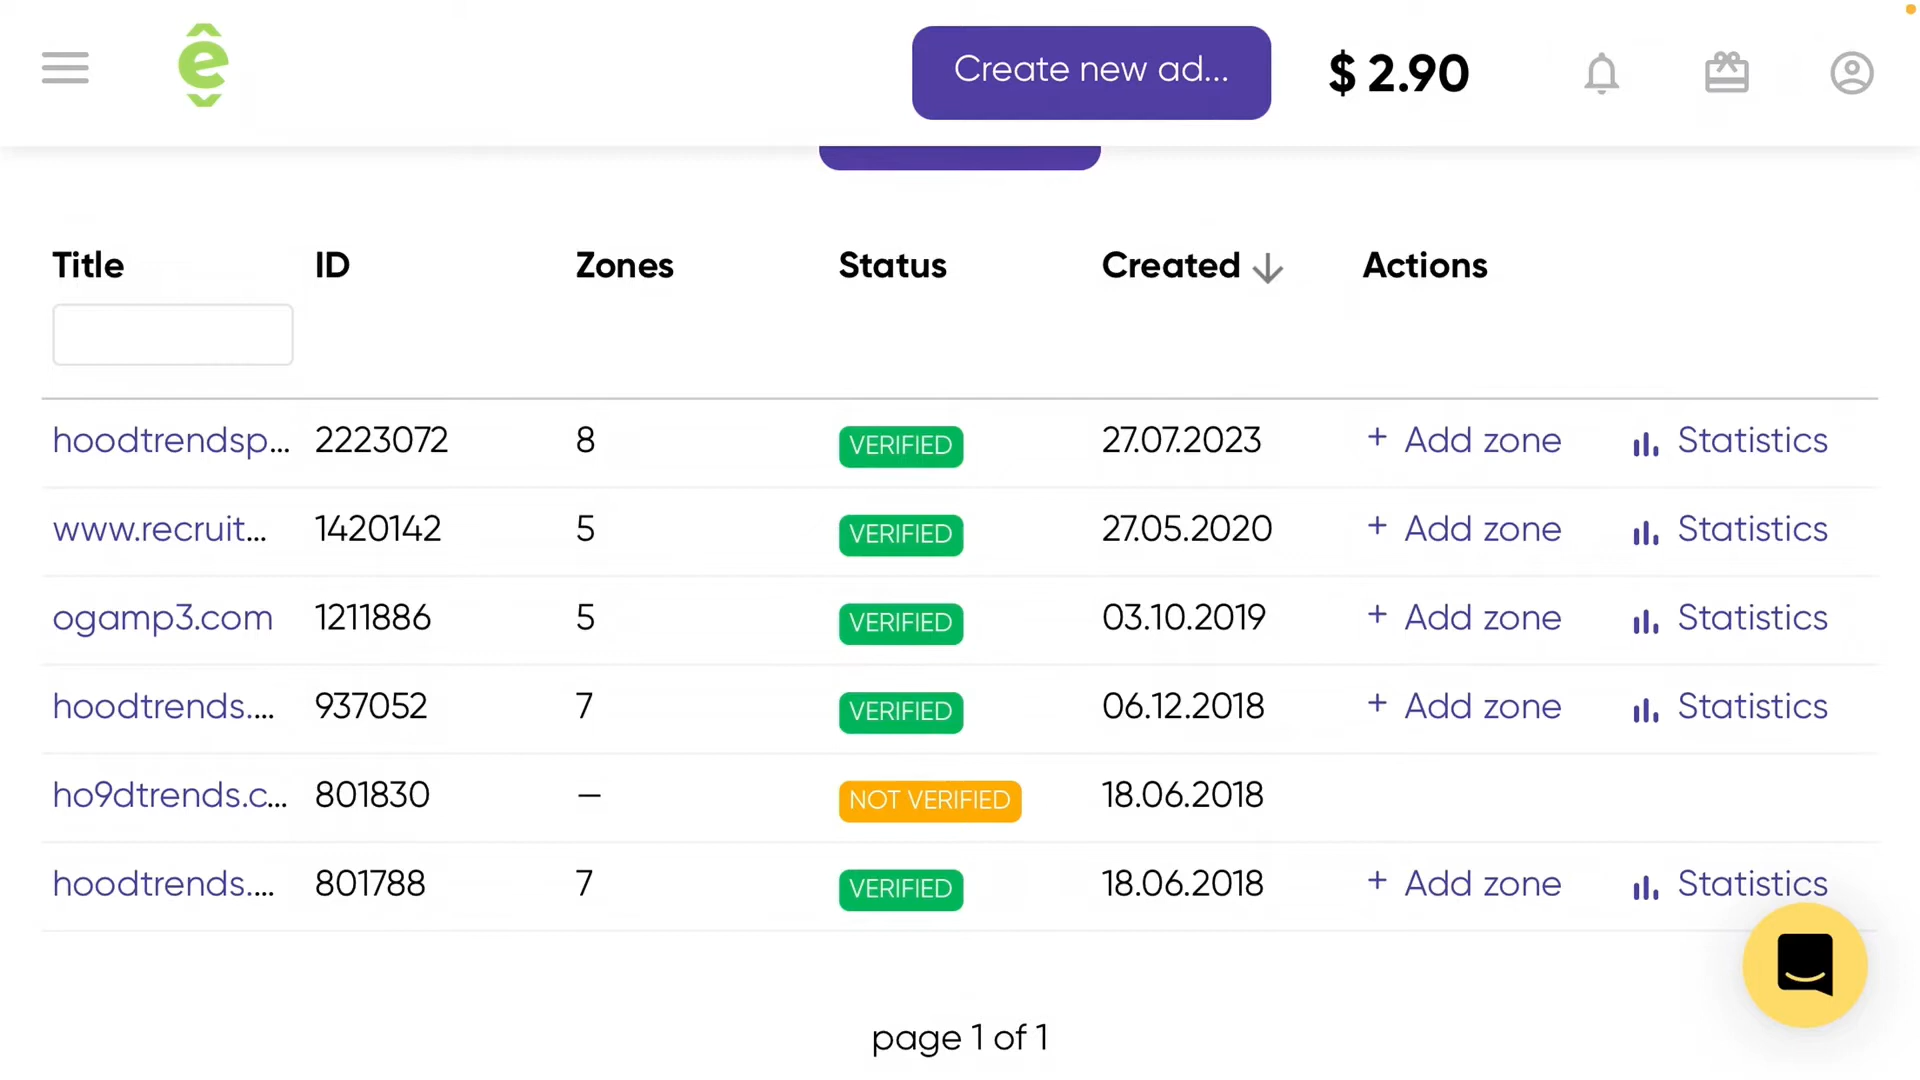 ê
Create new ad...
$ 2.90
Title ID Zones Status Created Actions
hoodtrendsp... 2223072 8 VERIFIED 27.07.2023 + Add zone Statistics
www.recruit... 1420142 5 VERIFIED 27.05.2020 + Add zone Statistics
ogamp3.com 1211886 5 VERIFIED 03.10.2019 + Add zone Statistics
hoodtrends.... 937052 7 VERIFIED 06.12.2018 + Add zone Statistics
ho9dtrends.c... 801830 — NOT VERIFIED 18.06.2018
hoodtrends.... 801788 7 VERIFIED 18.06.2018 + Add zone Statistics
page 1 of 1